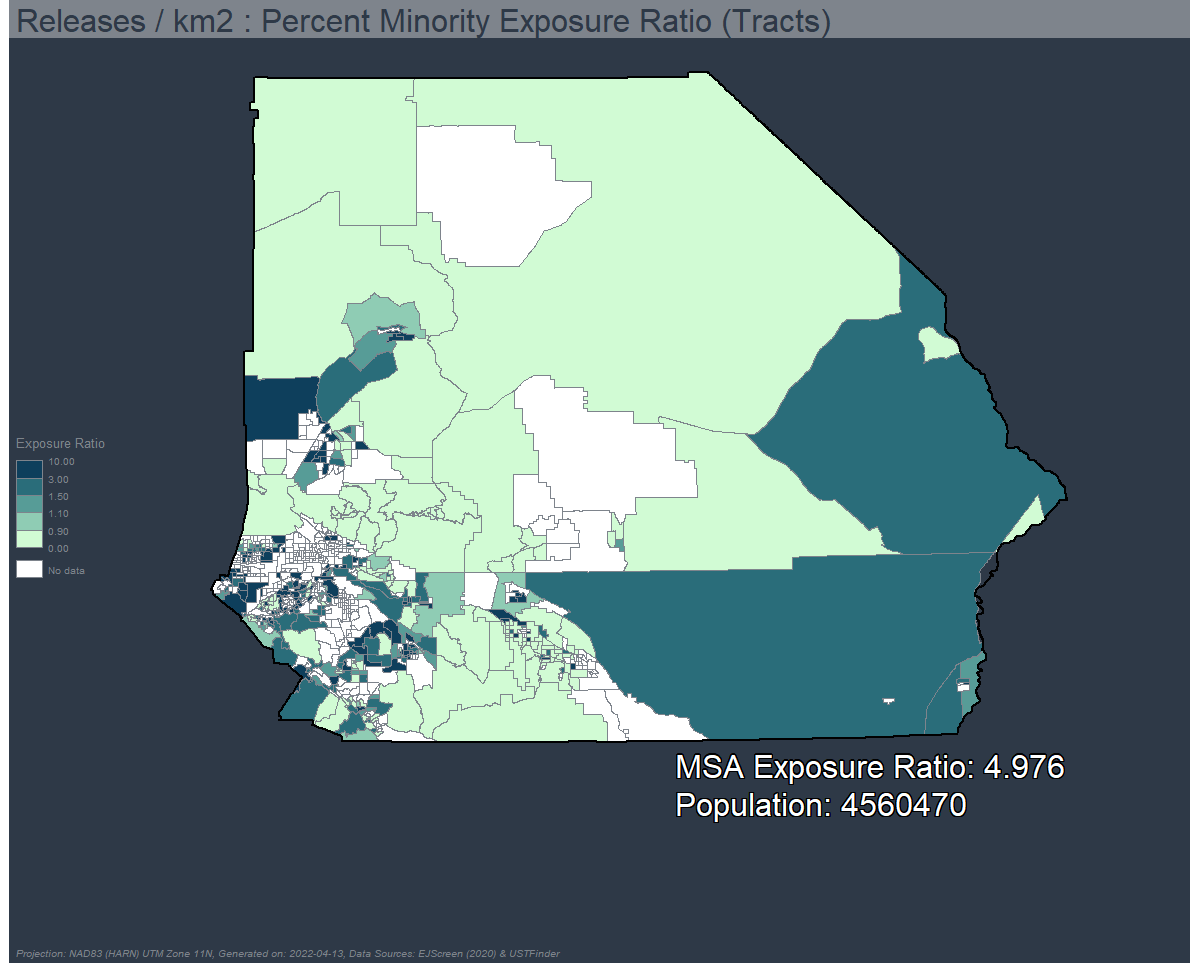 Releases / km2 : Percent Minority Exposure Ratio (Tracts)
Exposure Ratio
10.00
3.00
1.50
1.10
0.90
0.00
No data
MSA Exposure Ratio: 4.976
Population: 4560470
Projection: NAD83 (HARN) UTM Zone 11N, Generated on: 2022-04-13, Data Sources: EJScreen (2020) & USTFinder